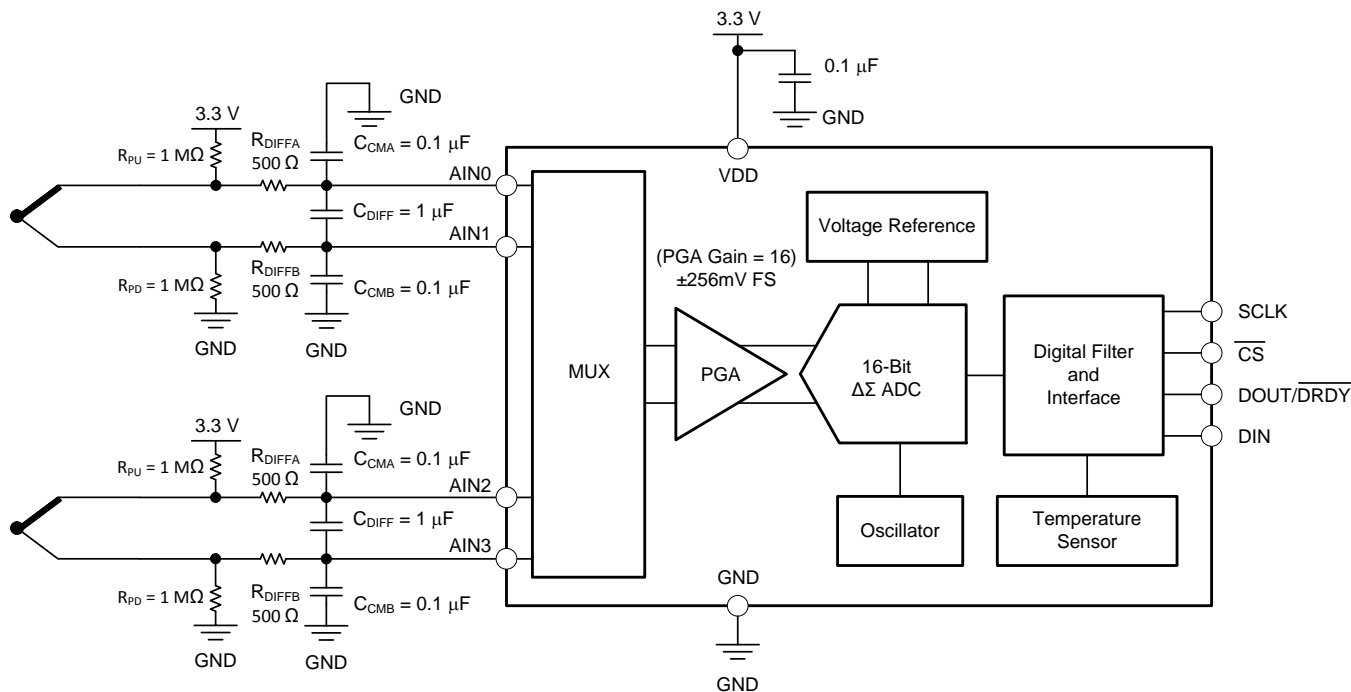 3.3 V
0.1 μF
GND
VDD
GND
3.3 V
R_PU = 1 MΩ
R_DIFFA
500 Ω
C_CMA = 0.1 μF
AIN0
C_DIFF = 1 μF
AIN1
R_PD = 1 MΩ
R_DIFFB
500 Ω
C_CMB = 0.1 μF
GND
GND
GND
3.3 V
R_PU = 1 MΩ
R_DIFFA
500 Ω
C_CMA = 0.1 μF
AIN2
C_DIFF = 1 μF
AIN3
R_PD = 1 MΩ
R_DIFFB
500 Ω
C_CMB = 0.1 μF
GND
GND
MUX
(PGA Gain = 16)
±256mV FS
PGA
Voltage Reference
16-Bit
ΔΣ ADC
Oscillator
Digital Filter
and
Interface
Temperature
Sensor
SCLK
C̅S̅
DOUT/D̅R̅D̅Y̅
DIN
GND
GND